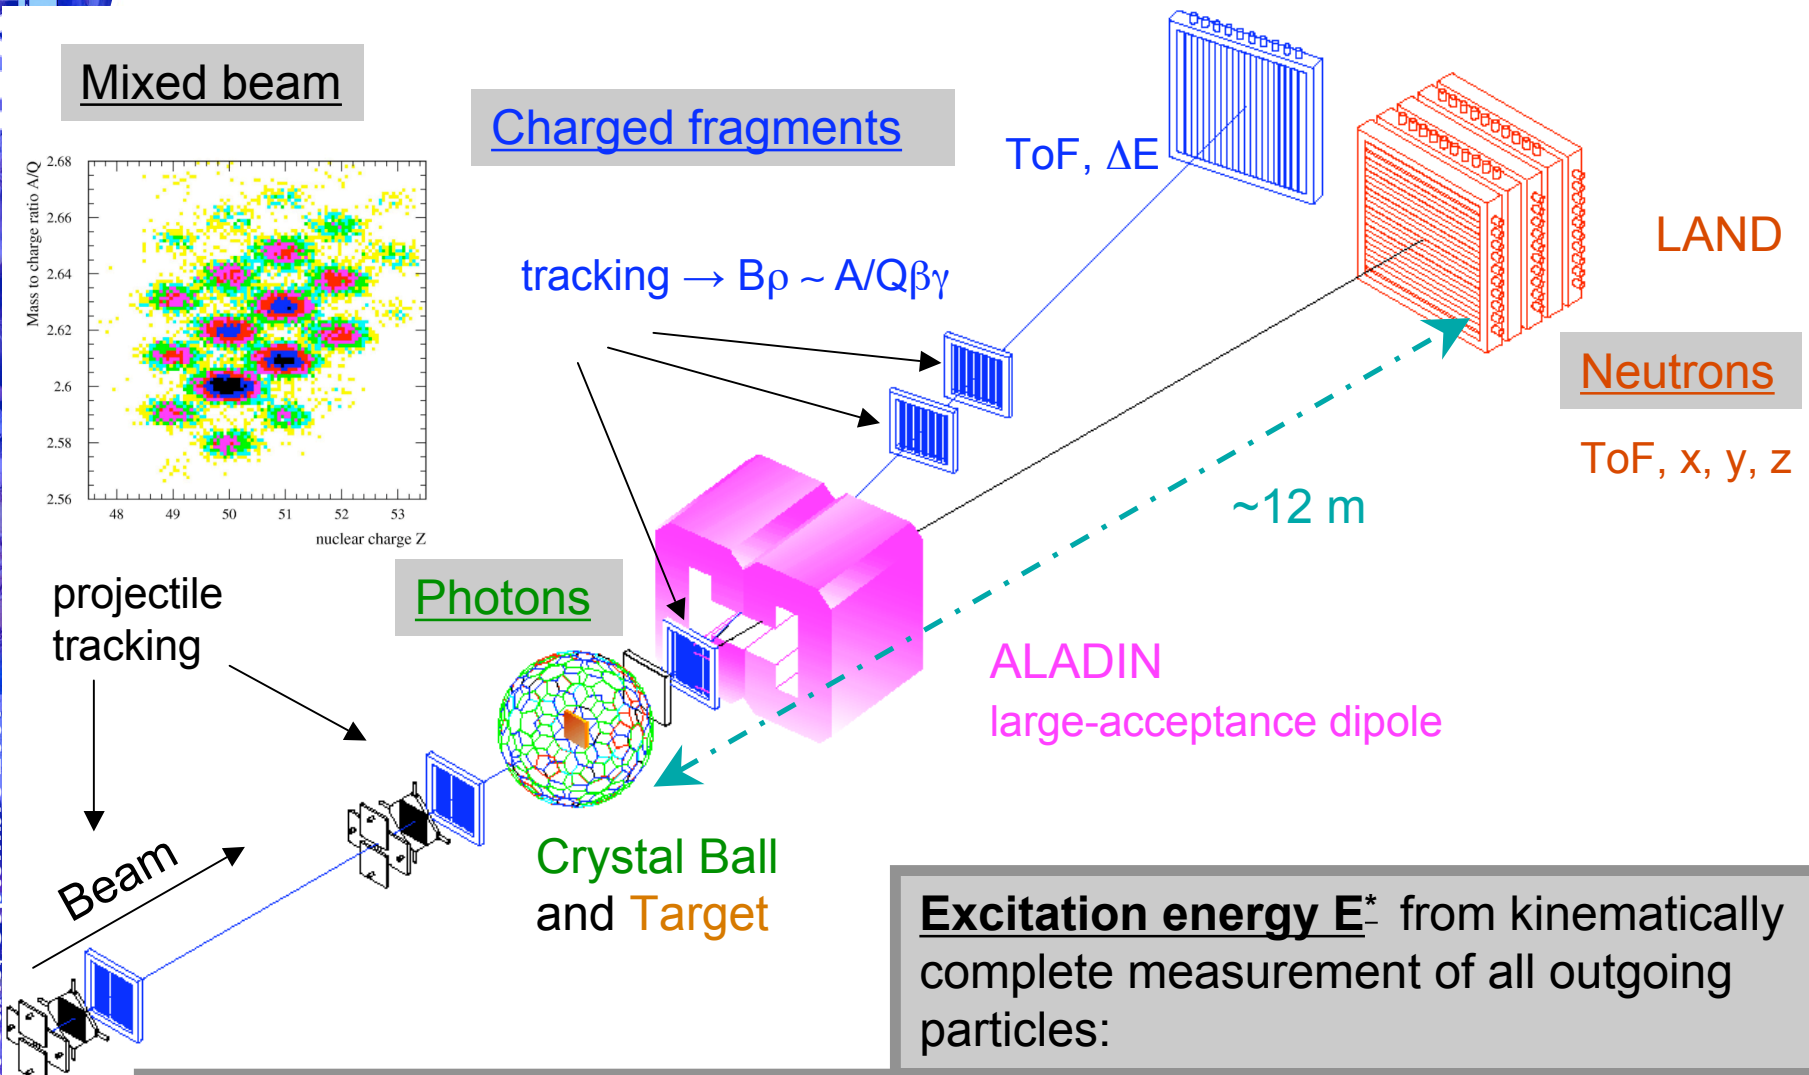 Mixed beam
Charged fragments
ToF, ΔE
LAND
tracking → Bρ ~ A/Qβγ
Mass to charge ratio A/Q
2.68
2.66
2.64
2.62
2.6
2.58
2.56
48 49 50 51 52 53
nuclear charge Z
Neutrons
ToF, x, y, z
~12 m
projectile
tracking
Photons
ALADIN
large-acceptance dipole
Beam
Crystal Ball
and Target
Excitation energy E* from kinematically
complete measurement of all outgoing
particles: